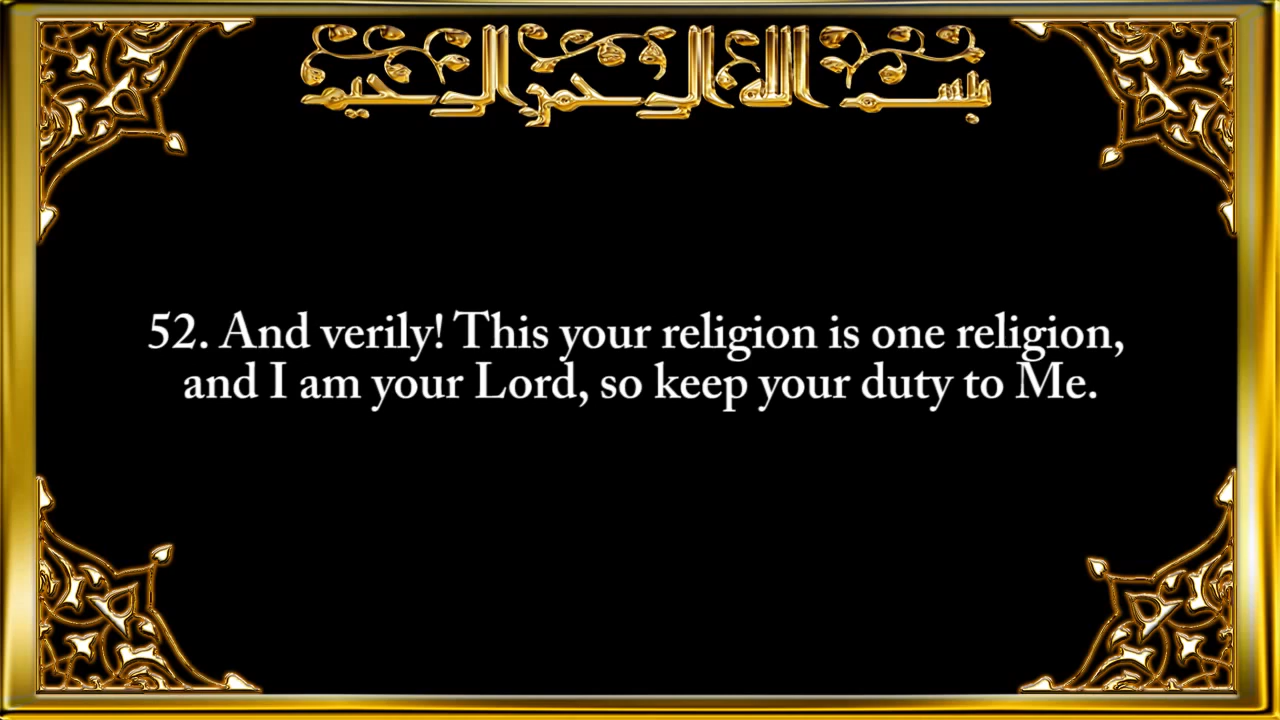 بسم الله الرحمن الرحيم
52. And verily! This your religion is one religion,
and I am your Lord, so keep your duty to Me.